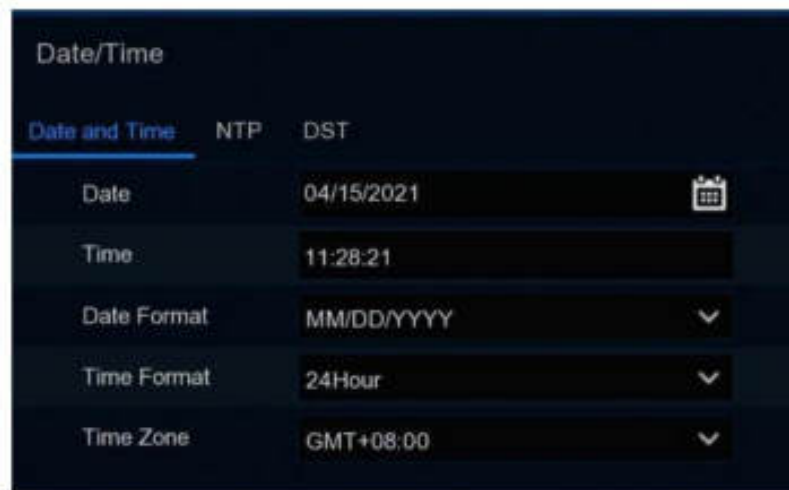 Date/Time
Date and Time NTP DST
Date 04/15/2021
Time 11:28:21
Date Format MM/DD/YYYY
Time Format 24Hour
Time Zone GMT+08:00